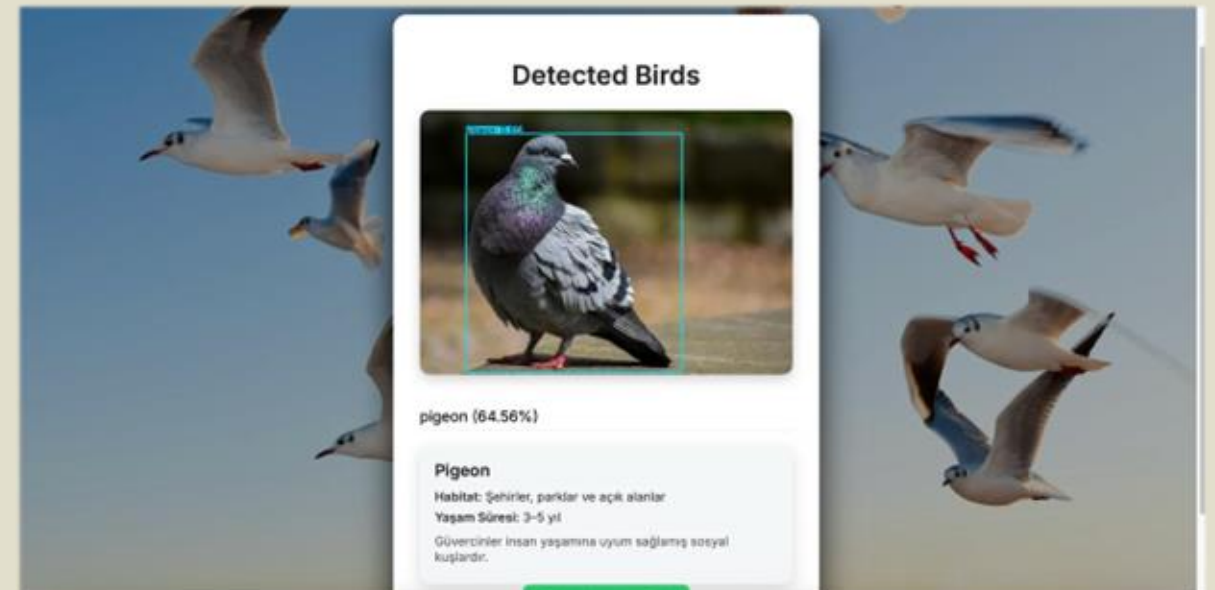 Detected Birds
pigeon (64.56%)
Pigeon
Habitat: Şehirler, parklar ve açık alanlar
Yaşam Süresi: 3–5 yıl
Güvercinler insan yaşamına uyum sağlamış sosyal
kuşlardır.